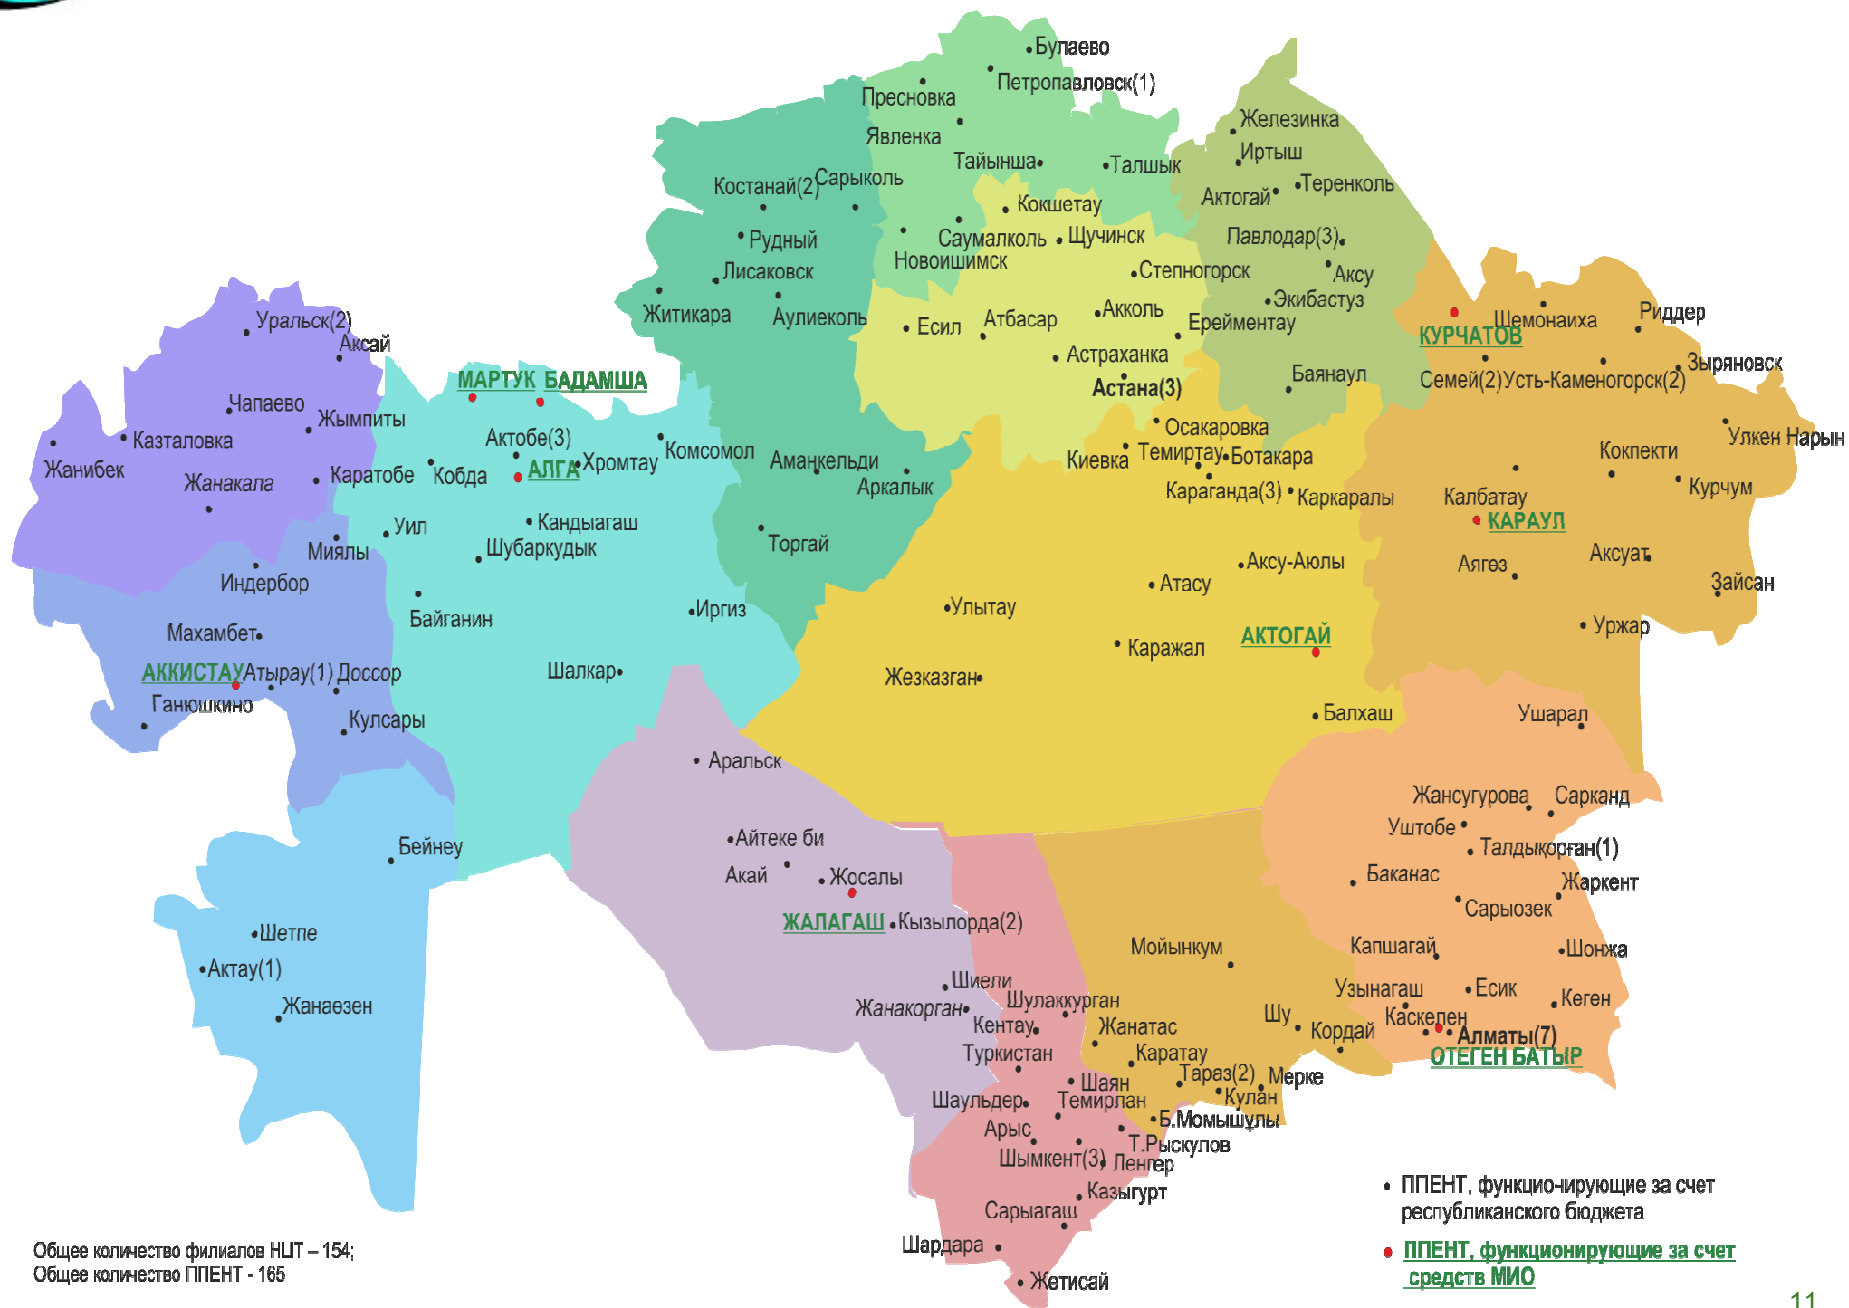 Булаево
Петропавловск(1)
Пресновка
Явленка
Тайынша
Талшык
Железинка
Иртыш
Теренколь
Актогай
Костанай(2)
Сарыколь
Кокшетау
Саумалколь
Щучинск
Новоишимск
Павлодар(3)
Рудный
Лисаковск
Степногорск
Аксу
Житикара
Аулиеколь
Есил
Атбасар
Акколь
Экибастуз
Ерейментау
Шемонаиха
Риддер
КУРЧАТОВ
Уральск(2)
Аксай
Астраханка
Астана(3)
Баянаул
Семей(2)
Усть-Каменогорск(2)
Зыряновск
МАРТУК
БАДАМША
Чапаево
Жымпиты
Казталовка
Жанибек
Жанакала
Каратобе
Кобда
Актобе(3)
АЛГА
Хромтау
Комсомол
Аманкельди
Аркалык
Осакаровка
Киевка
Темиртау
Ботакара
Караганда(3)
Каркаралы
Кокпекти
Улкен Нарын
Калбатау
Курчум
КАРАУЛ
Уил
Кандыагаш
Шубаркудык
Торгай
Миялы
Индербор
Байганин
Иргиз
Аксу-Аюлы
Атасу
Улытау
Аягөз
Аксуат
Зайсан
Уржар
Махамбет
АККИСТАУ
Атырау(1)
Доссор
Ганюшкино
Кулсары
Шалкар
Жезказган
Каражал
АКТОГАЙ
Балхаш
Ушарал
Аральск
Жансугурова
Сарканд
Уштобе
Талдықорған(1)
Бейнеу
Айтеке би
Акай
Жосалы
ЖАЛАГАШ
Кызылорда(2)
Баканас
Жаркент
Сарыозек
Шетпе
Актау(1)
Жанаөзен
Мойынкум
Капшагай
Шонжа
Шиели
Жанакорган
Шулаккурган
Кентау
Туркистан
Жанатас
Каратау
Шу
Кордай
Узынагаш
Есик
Кеген
Каскелен
Алматы(7)
ОТЕГЕН БАТЫР
Шаян
Тараз(2)
Мерке
Кулан
Шаульдер
Темирлан
Б.Момышұлы
Арыс
Т.Рыскулов
Шымкент(3)
Ленгер
Казыгурт
Сарыагаш
Шардара
Жетисай
ППЕНТ, функцио-ирующие за счет
республиканского бюджета
ППЕНТ, функционирующие за счет
средств МИО
Общее количество филиалов НЦТ – 154;
Общее количество ППЕНТ - 165
11